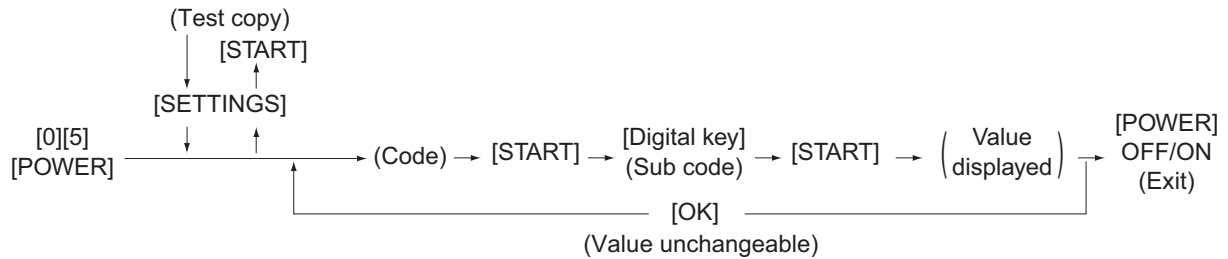 (Test copy)
[START]
[SETTINGS]
[0][5]
[POWER]
(Code)
[START]
[Digital key]
(Sub code)
[START]
(Value
displayed)
[POWER]
OFF/ON
(Exit)
[OK]
(Value unchangeable)